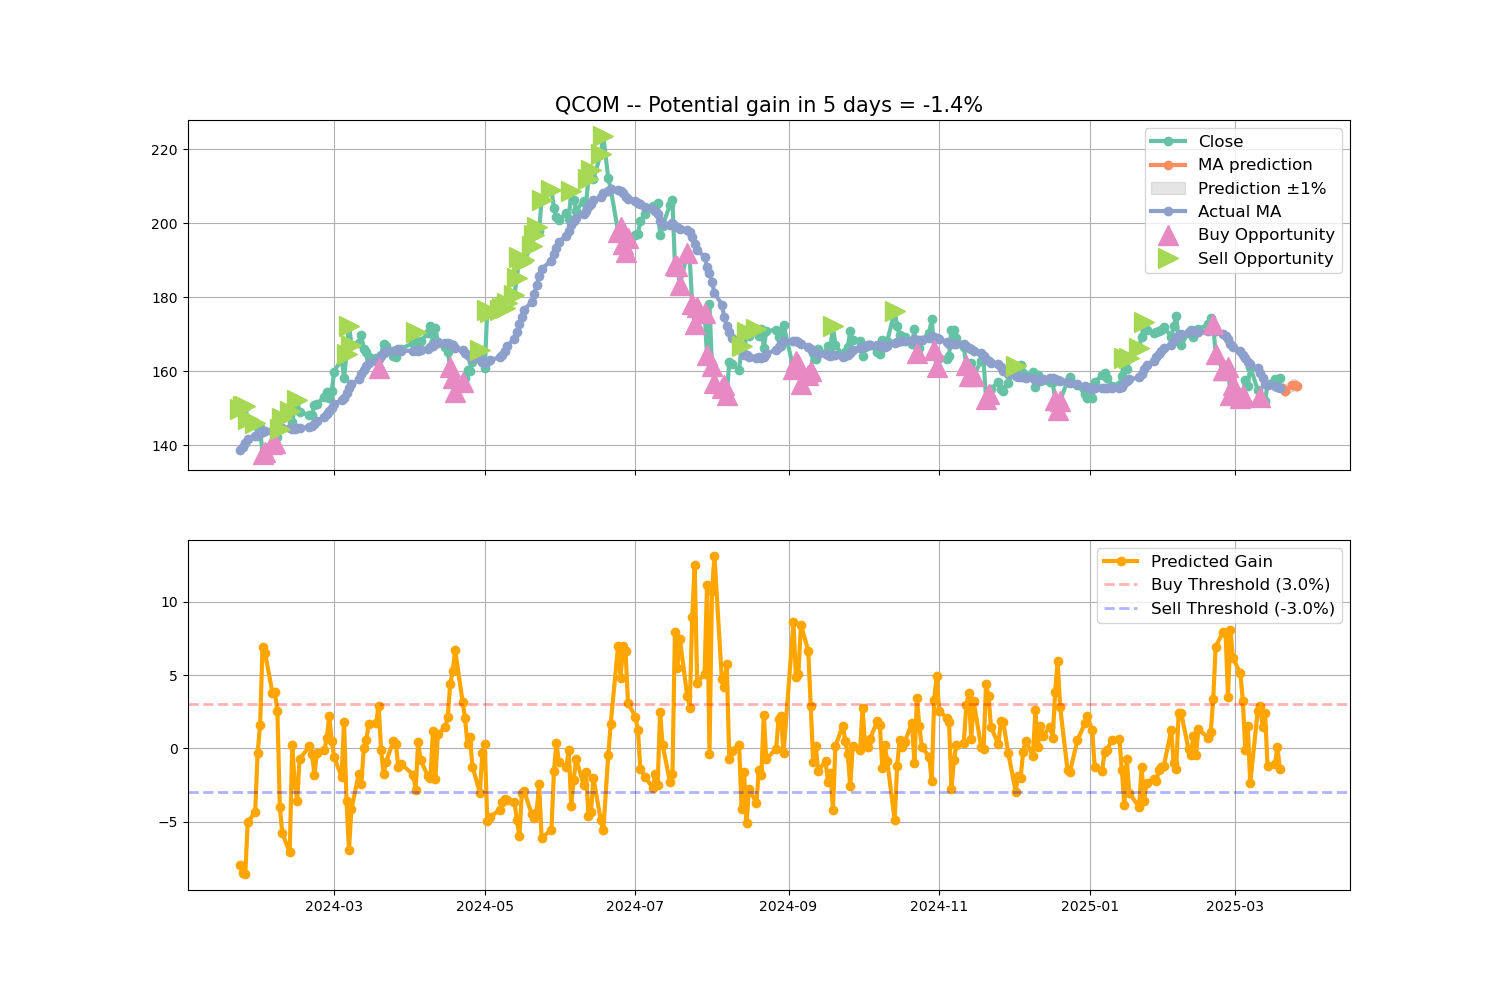 QCOM -- Potential gain in 5 days = -1.4%
220
200
180
160
140
Close
MA prediction
Prediction ±1%
Actual MA
Buy Opportunity
Sell Opportunity
10
5
0
−5
Predicted Gain
Buy Threshold (3.0%)
Sell Threshold (-3.0%)
2024-03
2024-05
2024-07
2024-09
2024-11
2025-01
2025-03